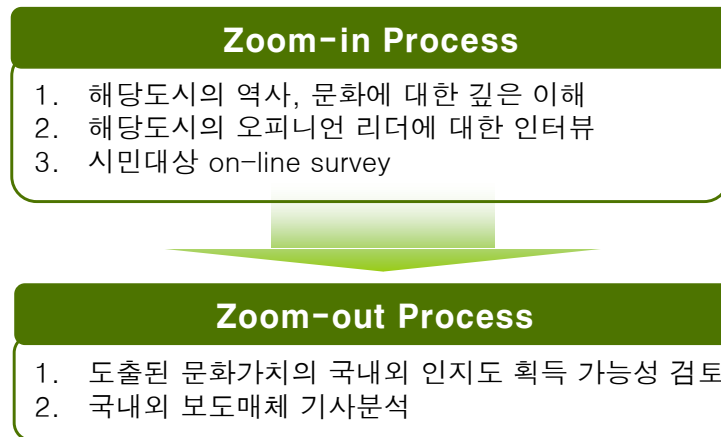 Zoom-in Process
1. 해당도시의 역사, 문화에 대한 깊은 이해
2. 해당도시의 오피니언 리더에 대한 인터뷰
3. 시민대상 on-line survey
Zoom-out Process
1. 도출된 문화가치의 국내외 인지도 획득 가능성 검토
2. 국내외 보도매체 기사분석